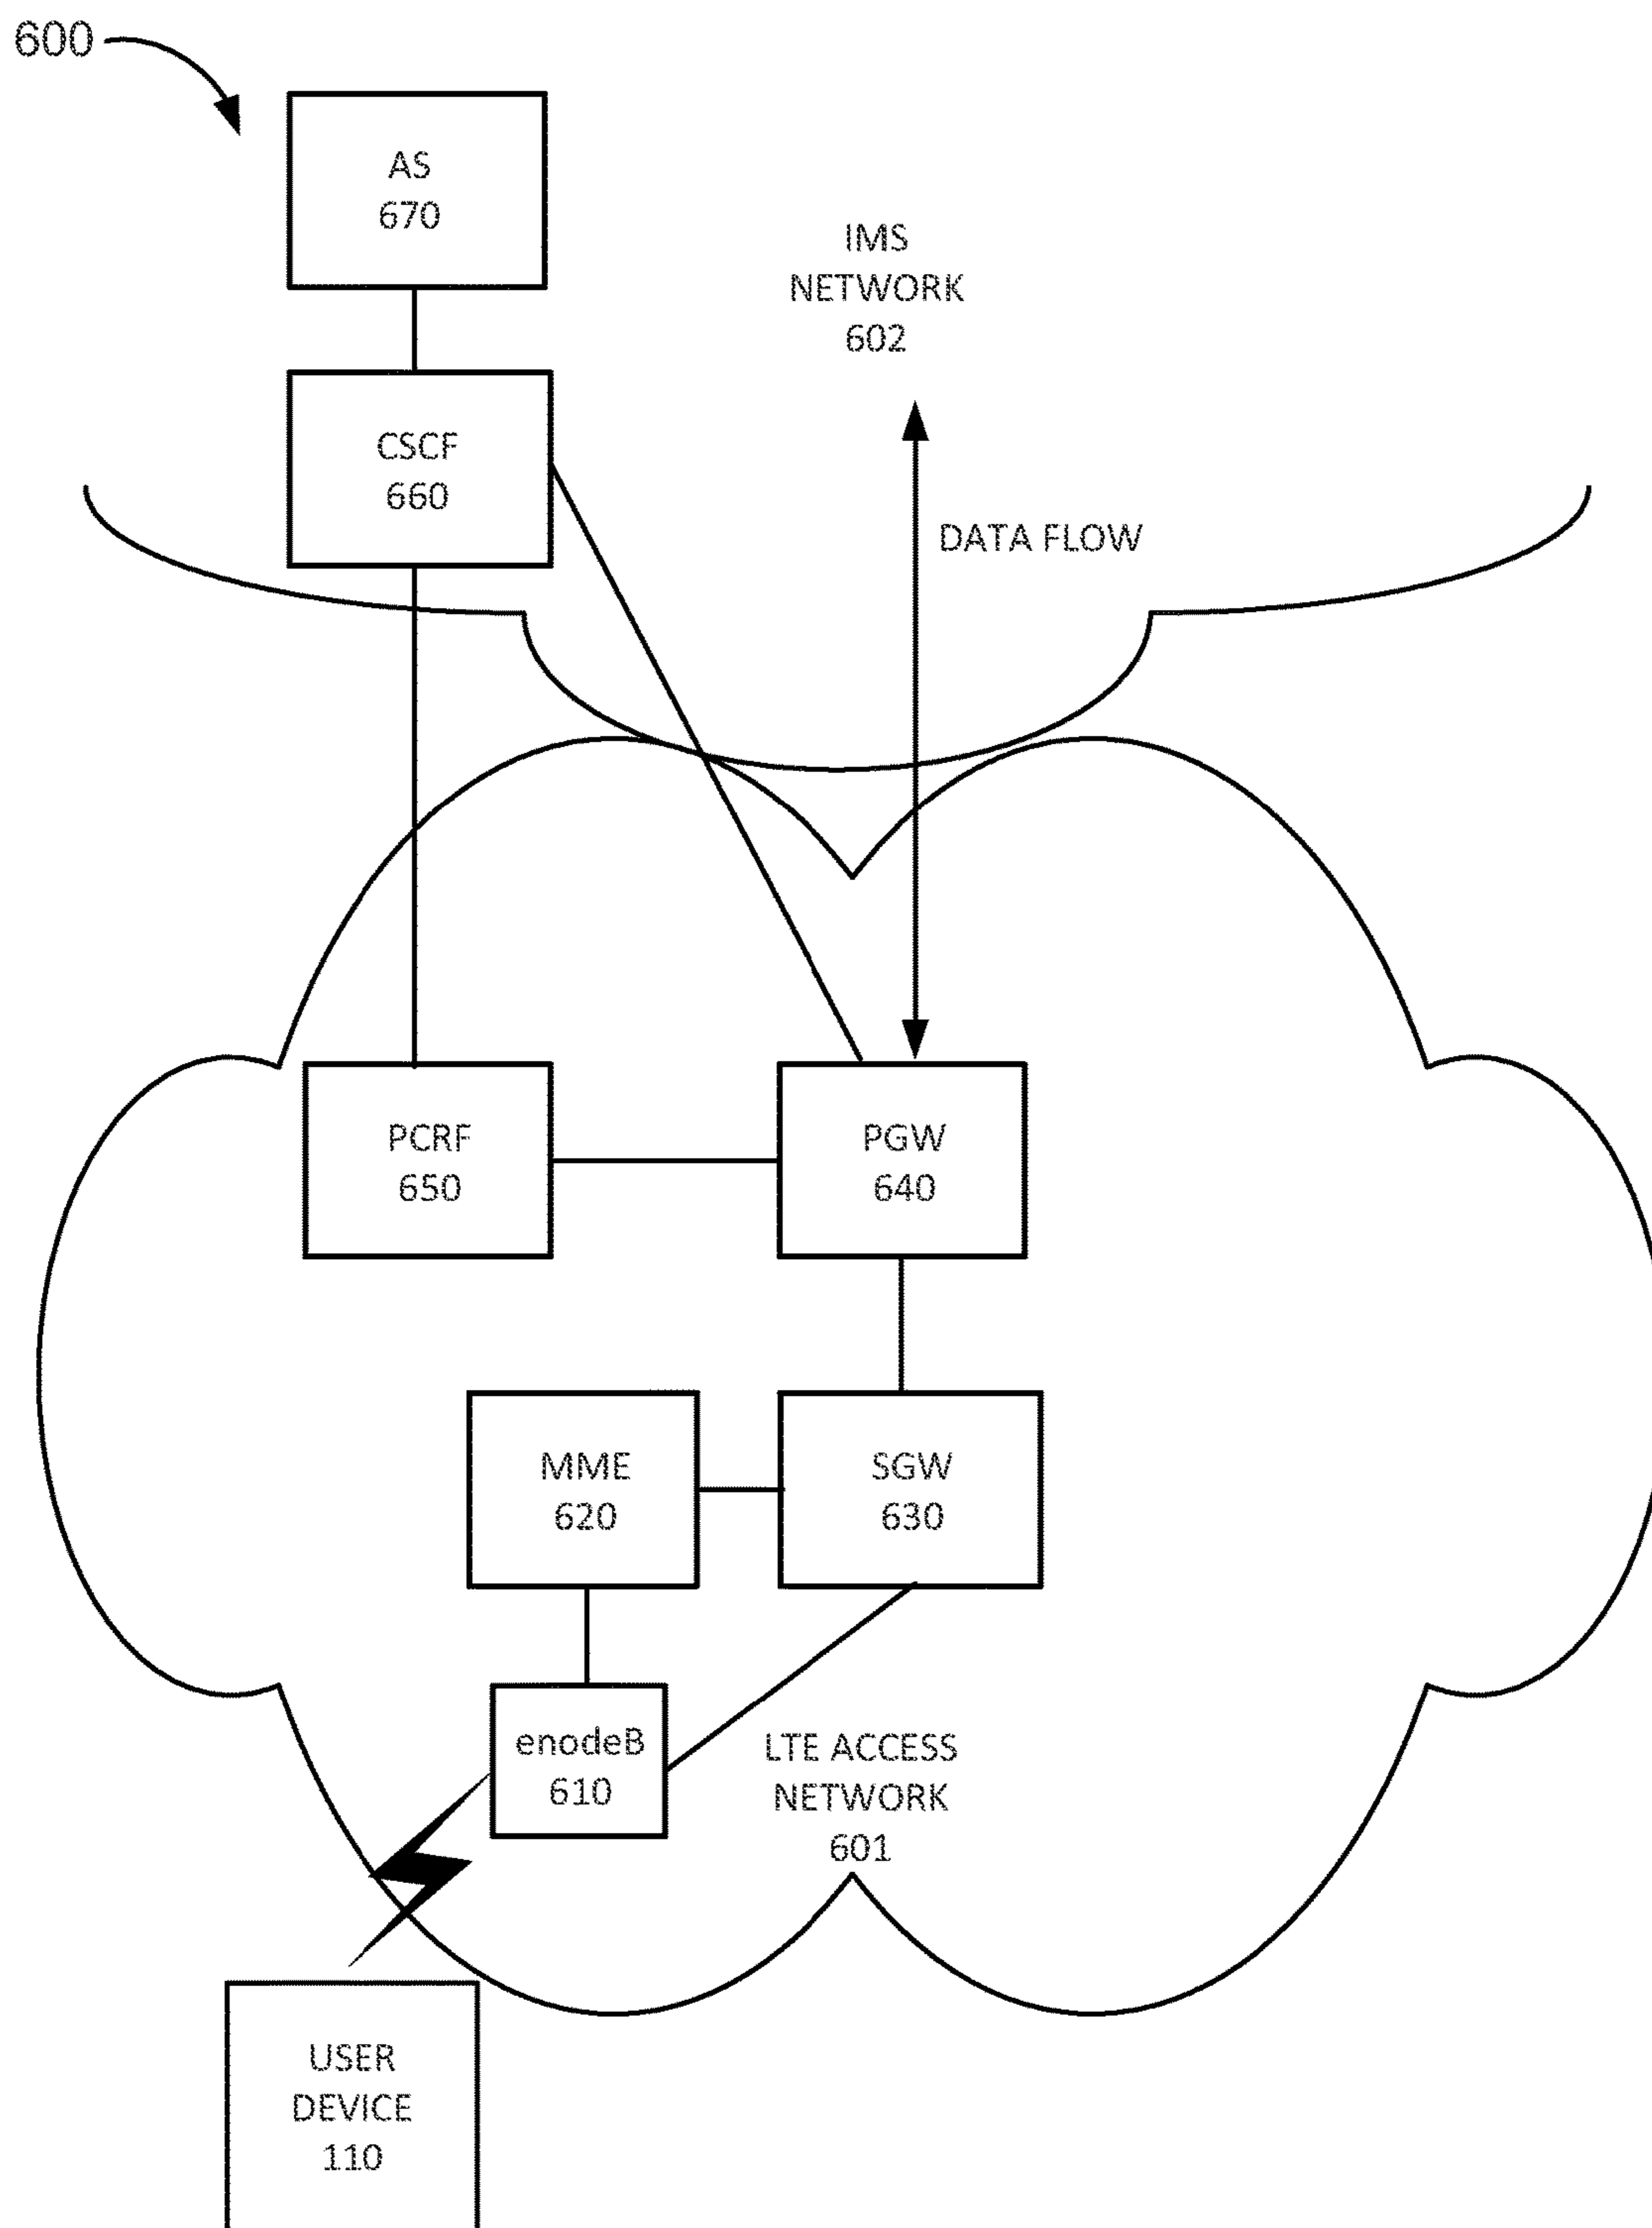 600
AS
670
IMS
NETWORK
602
CSCF
660
DATA FLOW
PCRF
650
PGW
640
MME
620
SGW
630
enodeB
610
LTE ACCESS
NETWORK
601
USER
DEVICE
110